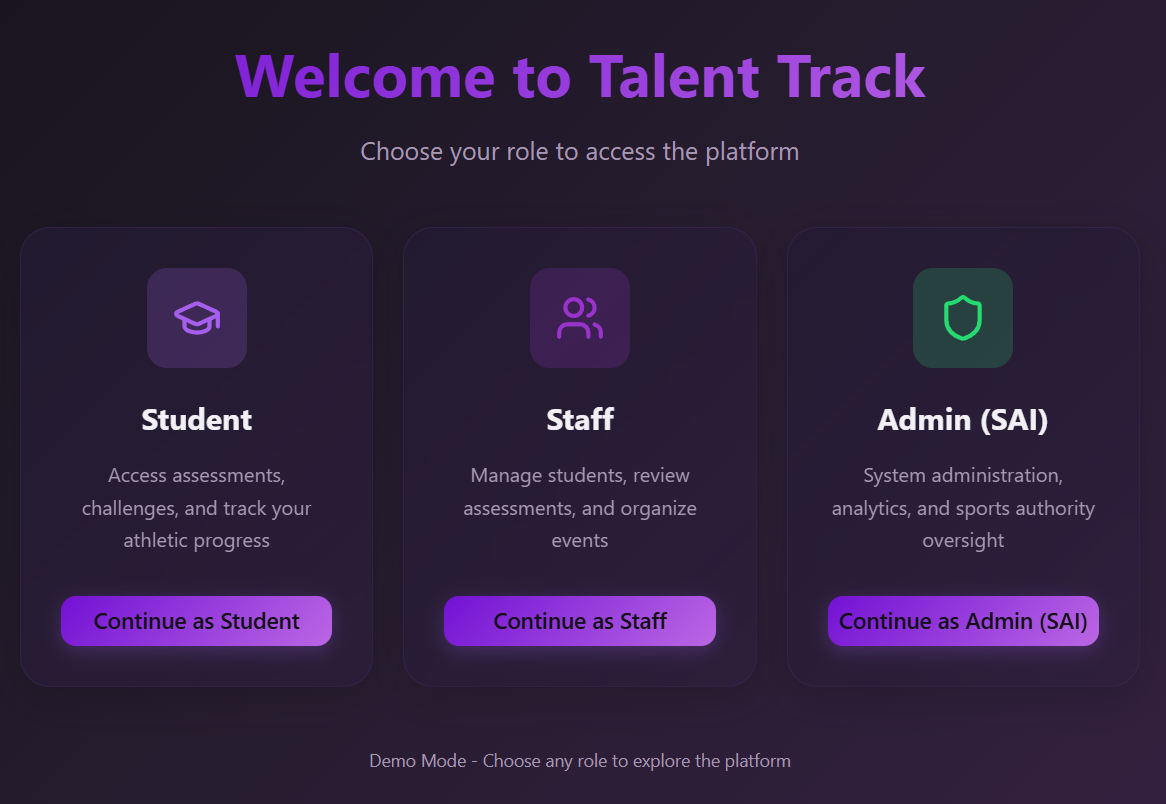 Welcome to Talent Track
Choose your role to access the platform
Student
Access assessments,
challenges, and track your
athletic progress
Continue as Student
Staff
Manage students, review
assessments, and organize
events
Continue as Staff
Admin (SAI)
System administration,
analytics, and sports authority
oversight
Continue as Admin (SAI)
Demo Mode - Choose any role to explore the platform